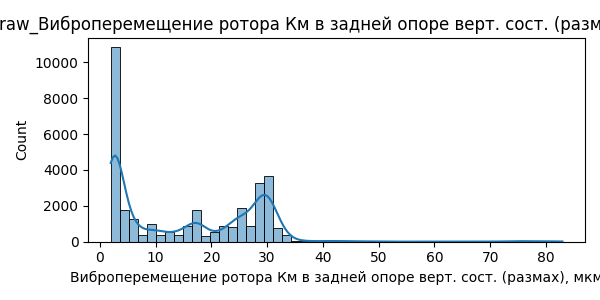 raw_Виброперемещение ротора Км в задней опоре верт. сост. (разм
10000
8000
6000
4000
2000
0
Count
0 10 20 30 40 50 60 70 80
Виброперемещение ротора Км в задней опоре верт. сост. (размах), мкм